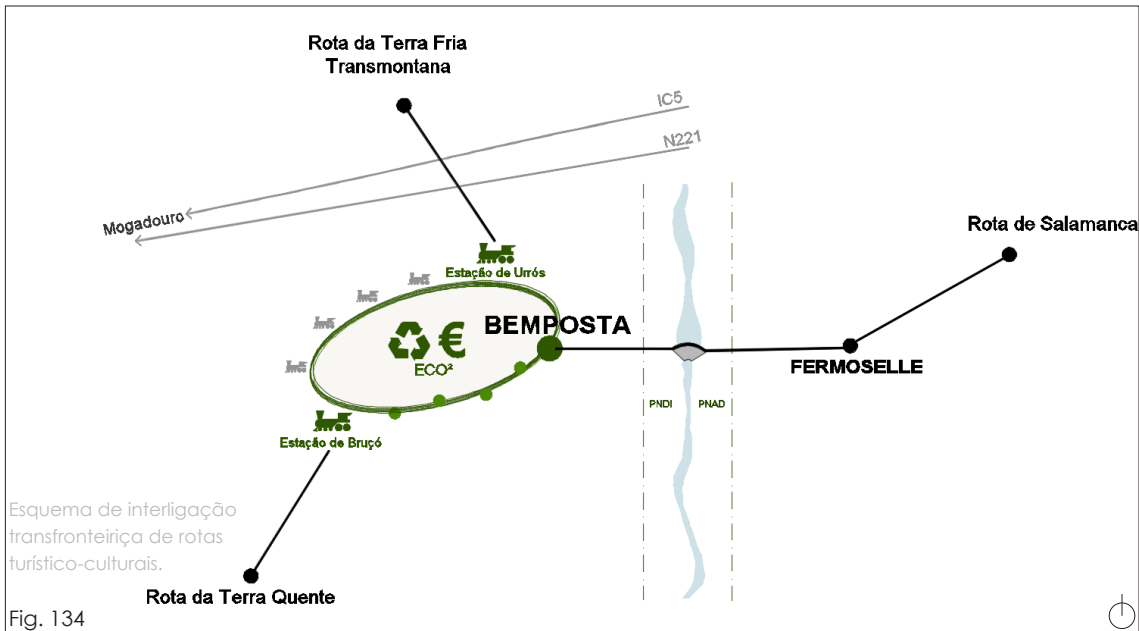 Rota da Terra Fria
Transmontana
IC5
N221
Mogadouro
Rota de Salamanca
Estação de Urrós
BEMPOSTA
€
ECO²
FERMOSELLE
PNDI
PNAD
Estação de Bruçó
Esquema de interligação
transfronteiriça de rotas
turístico-culturais.
Rota da Terra Quente
Fig. 134